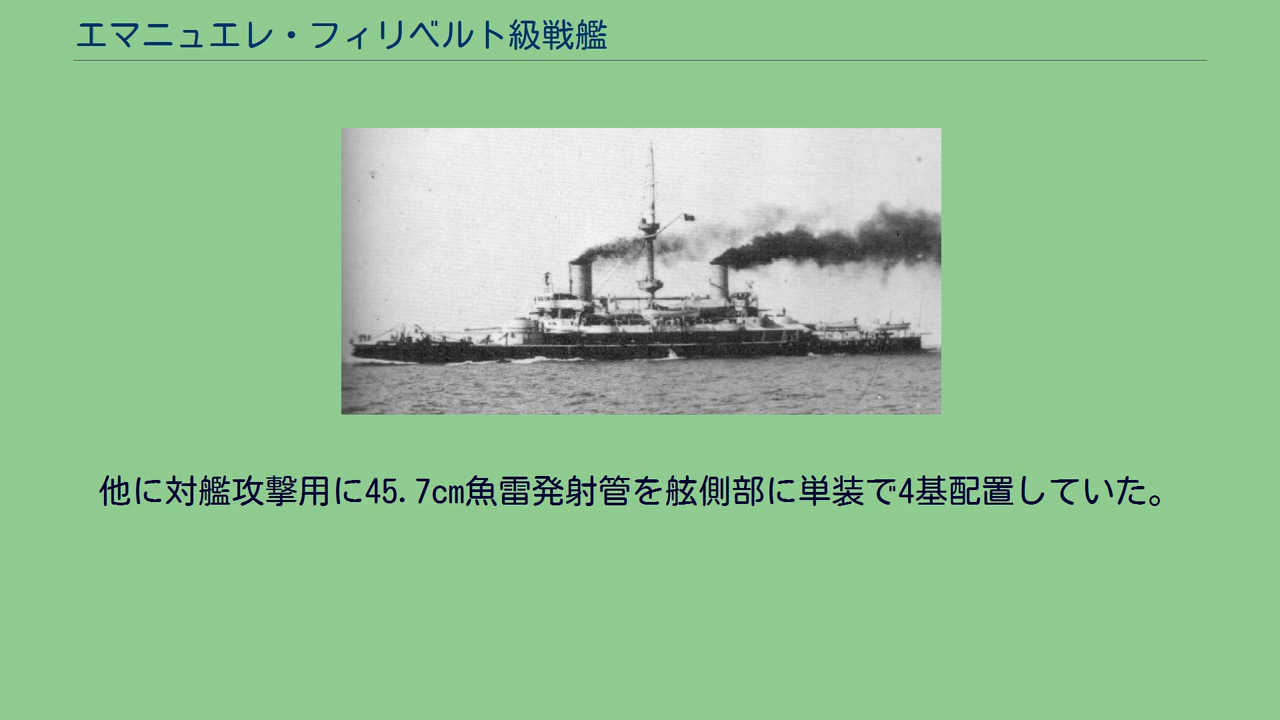 エマニュエレ・フィリベルト級戦艦
他に対艦攻撃用に45.7cm魚雷発射管を舷側部に単装で4基配置していた。